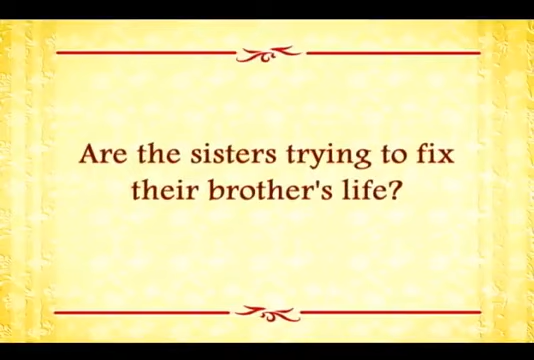 Are the sisters trying to fix
their brother's life?